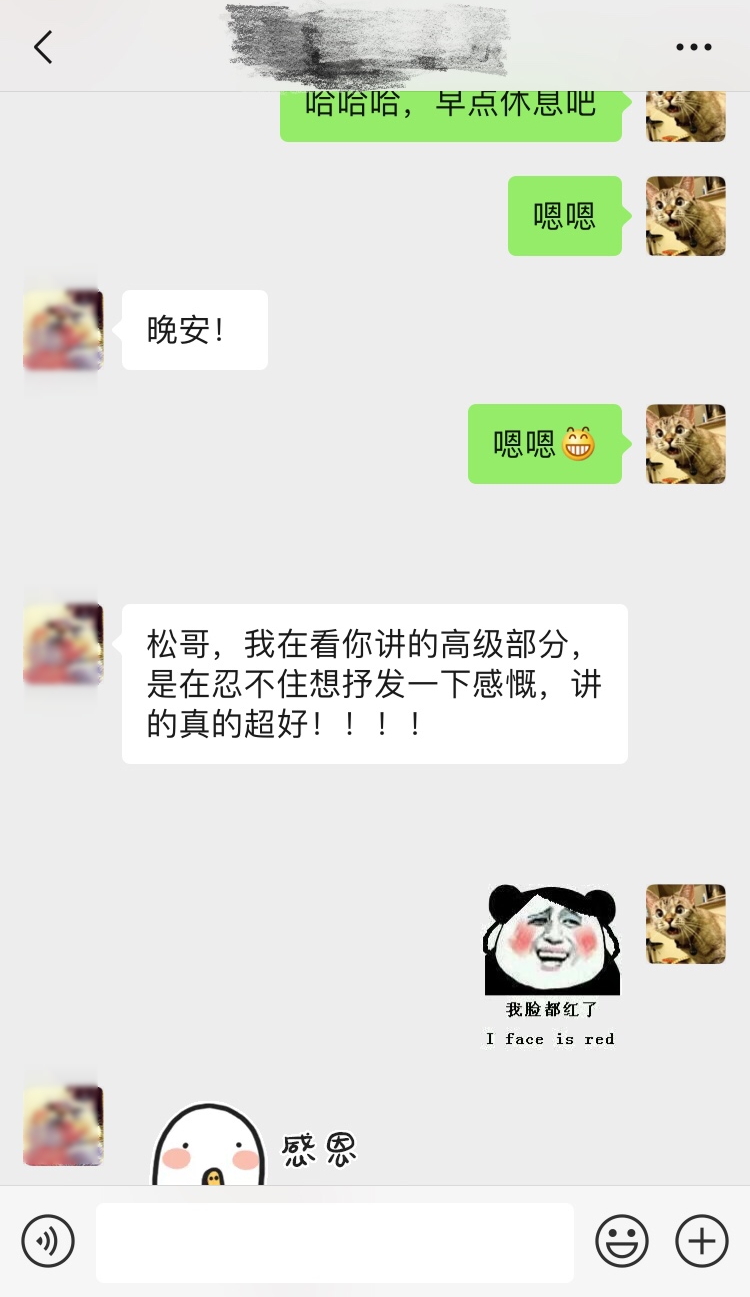 哈哈哈，早点休息吧
嗯嗯
晚安！
嗯嗯
松哥，我在看你讲的高级部分，
是在忍不住想抒发一下感慨，讲
的真的超好！！！！
我脸都红了
I face is red
感恩